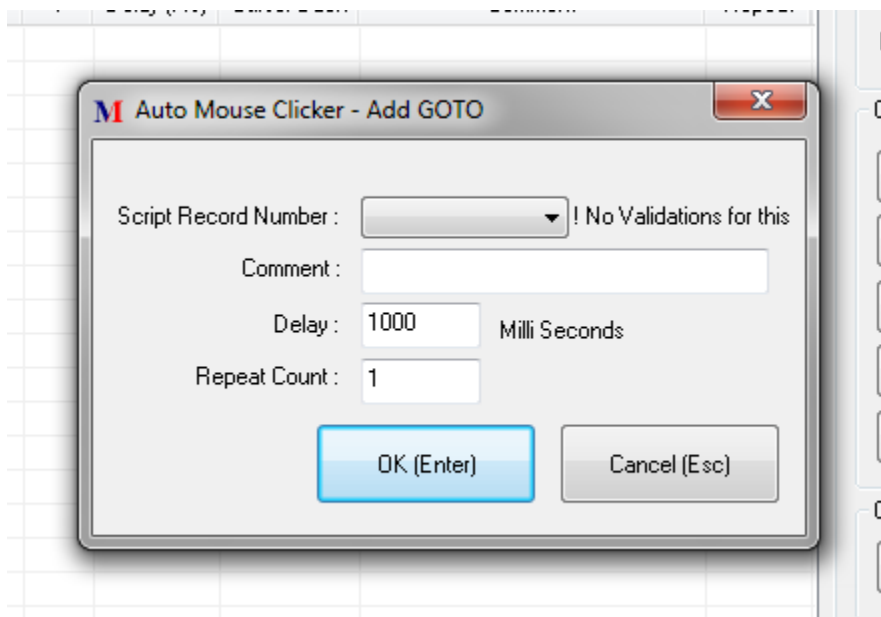 M Auto Mouse Clicker - Add GOTO
Script Record Number : ! No Validations for this
Comment :
Delay : 1000 Milli Seconds
Repeat Count : 1
OK (Enter) Cancel (Esc)